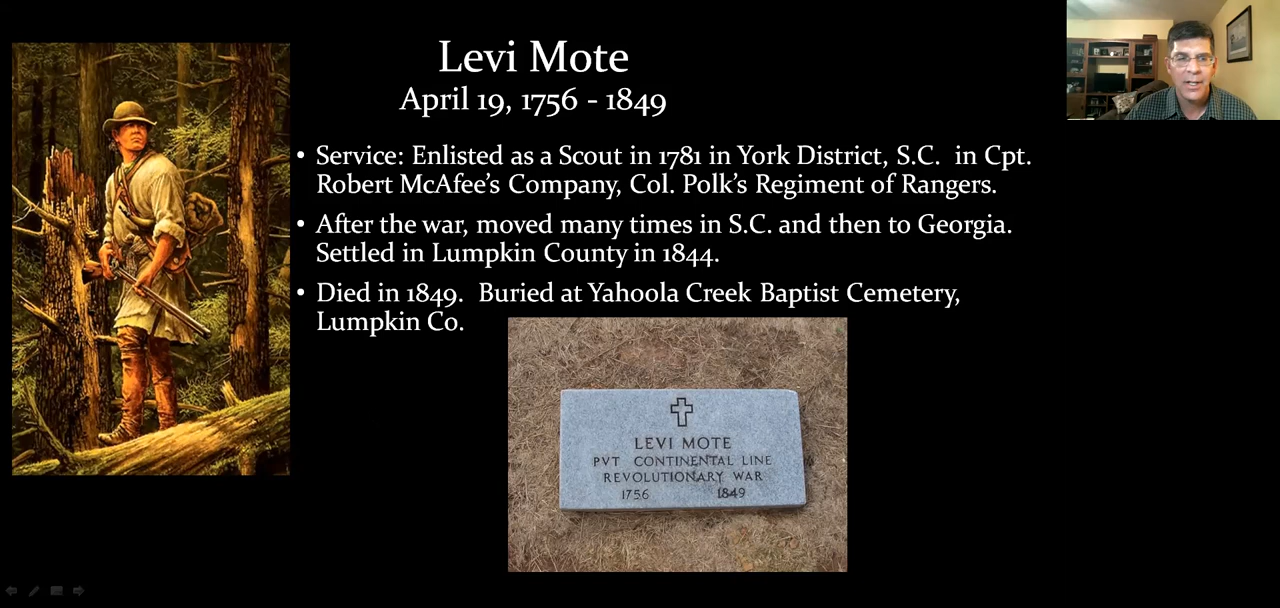 Levi Mote
April 19, 1756 - 1849
• Service: Enlisted as a Scout in 1781 in York District, S.C. in Cpt.
Robert McAfee's Company, Col. Polk's Regiment of Rangers.
• After the war, moved many times in S.C. and then to Georgia.
Settled in Lumpkin County in 1844.
• Died in 1849. Buried at Yahoola Creek Baptist Cemetery,
Lumpkin Co.
LEVI MOTE
PVT CONTINENTAL LINE
REVOLUTIONARY WAR
1756 1849